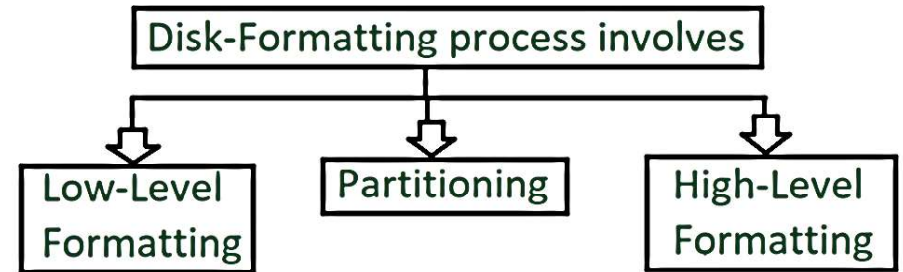 Disk-Formatting process involves
Low-Level
Formatting
Partitioning
High-Level
Formatting